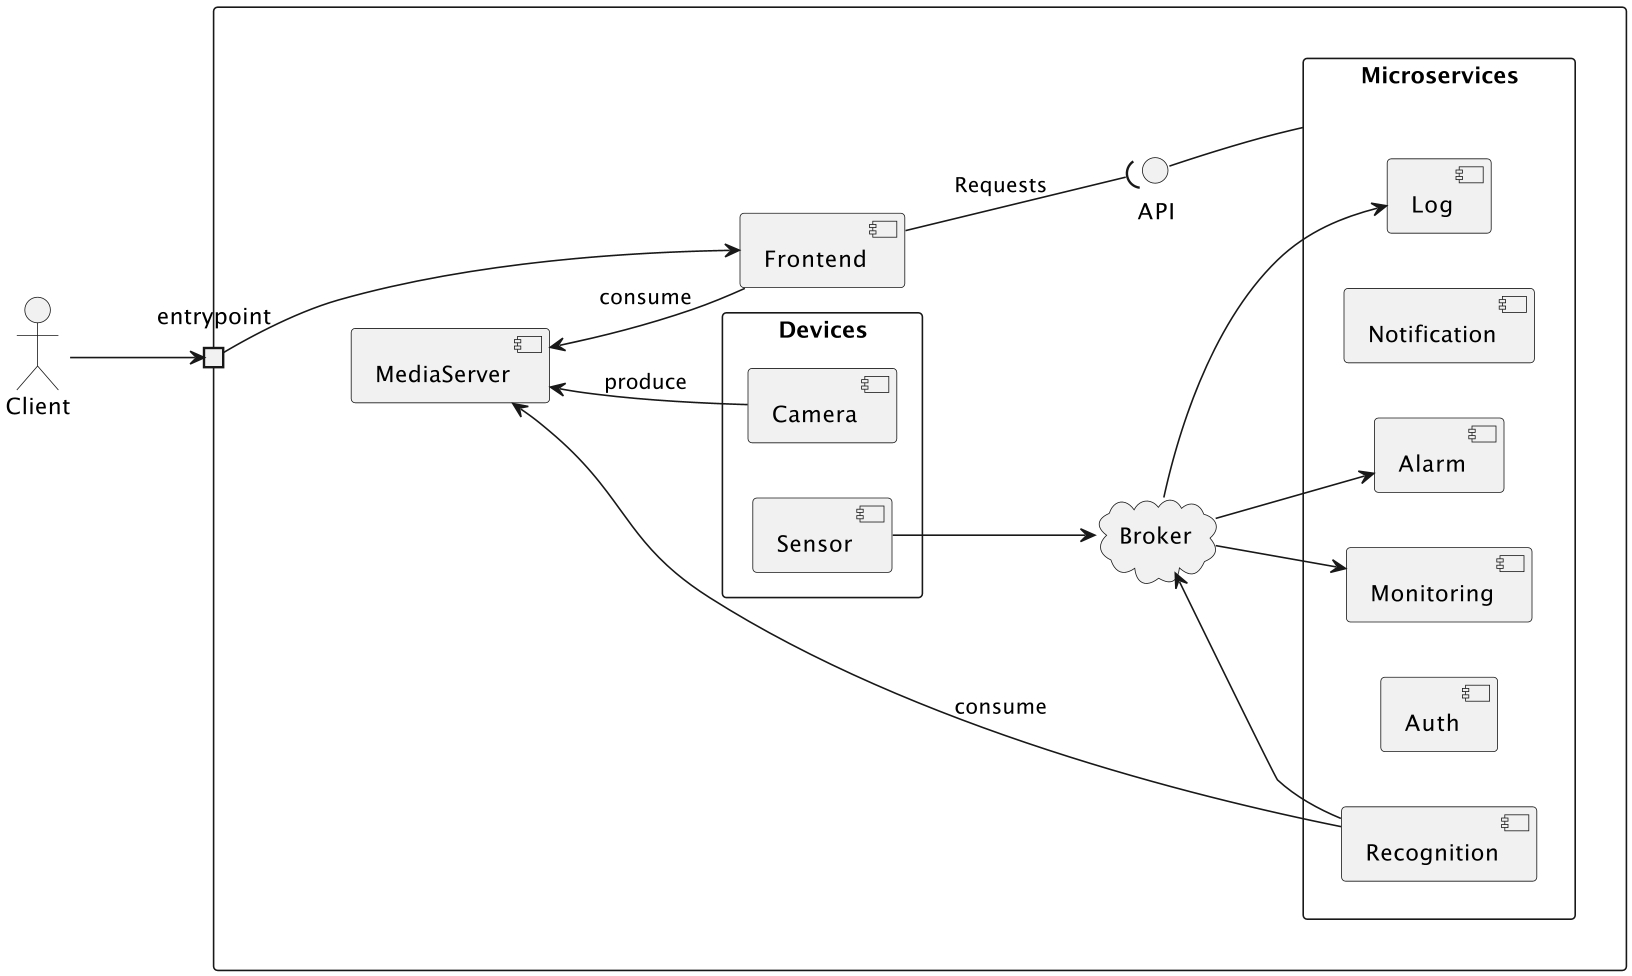 Microservices
Log
Requests
API
Frontend
consume
entrypoint
Devices
Notification
Client
MediaServer
produce
Camera
Alarm
Sensor
Broker
Monitoring
consume
Auth
Recognition